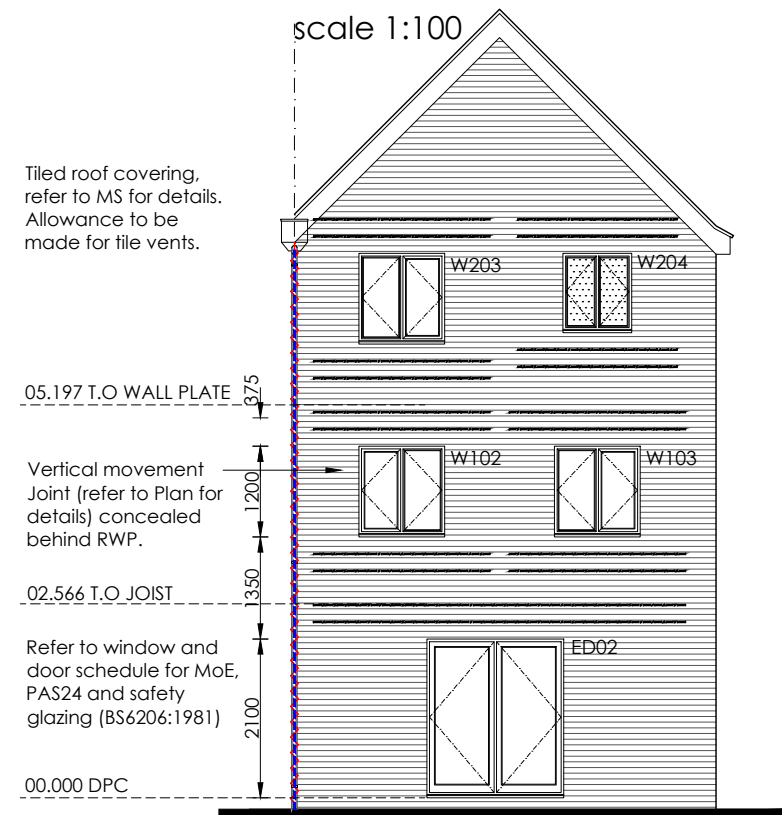 scale 1:100
Tiled roof covering,
refer to MS for details.
Allowance to be
made for tile vents.
W203
W204
05.197 T.O WALL PLATE
375
W102
W103
Vertical movement
Joint (refer to Plan for
details) concealed
behind RWP.
1200
02.566 T.O JOIST
1350
Refer to window and
door schedule for MoE,
PAS24 and safety
glazing (BS6206:1981)
ED02
2100
00.000 DPC